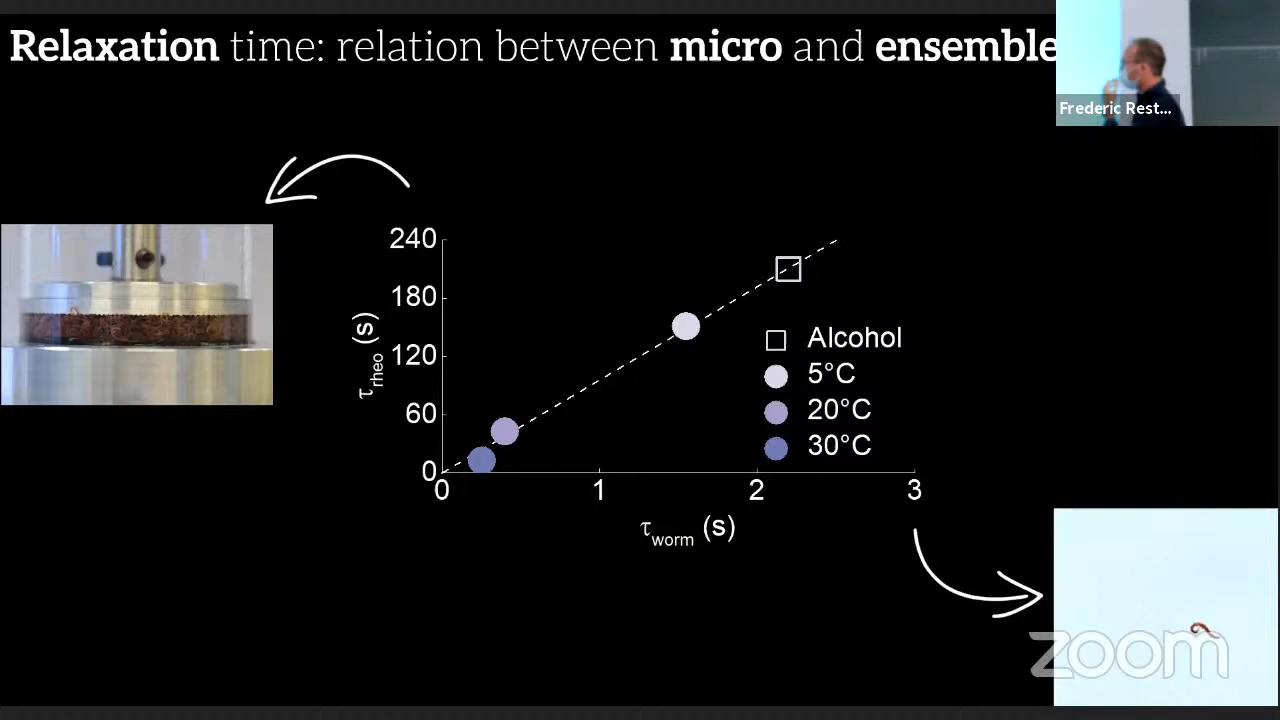 Relaxation time: relation between micro and ensemble
Frederic Rest...
240
180
120
60
0
τrheo (s)
0 1 2 3
τworm (s)
Alcohol
5°C
20°C
30°C
zoom